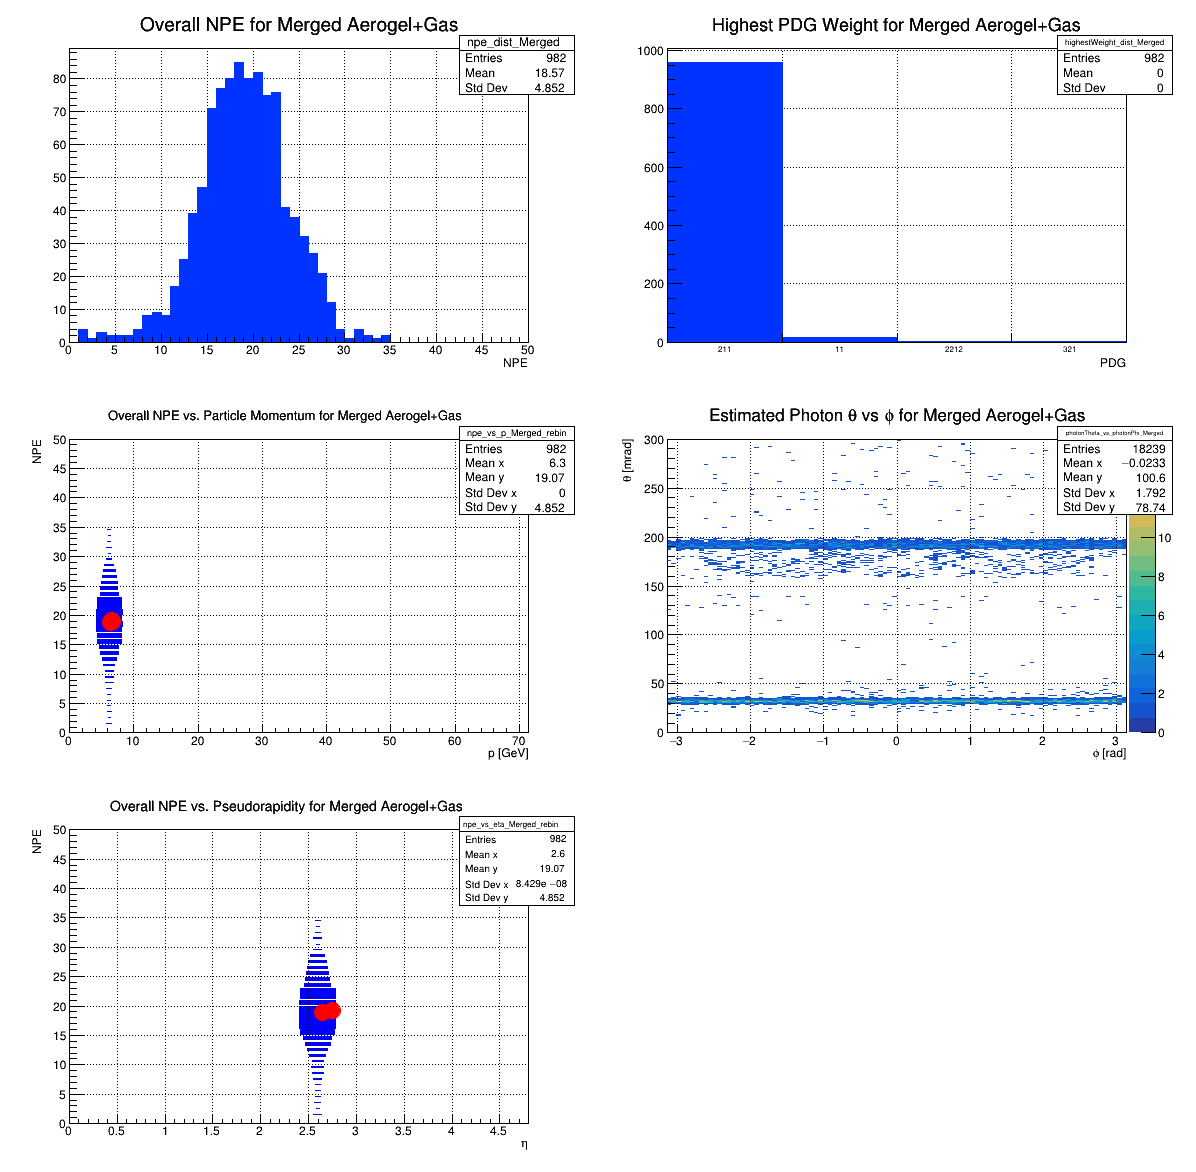 Overall NPE for Merged Aerogel+Gas
npe_dist_Merged
Entries 982
Mean 18.57
Std Dev 4.852
80
70
60
50
40
30
20
10
0
0 5 10 15 20 25 30 35 40 45 50
NPE
Highest PDG Weight for Merged Aerogel+Gas
highestWeight_dist_Merged
Entries 982
Mean 0
Std Dev 0
1000
800
600
400
200
0
211 11 2212 321
PDG
Overall NPE vs. Particle Momentum for Merged Aerogel+Gas
npe_vs_p_Merged_rebin
Entries 982
Mean x 6.3
Mean y 19.07
Std Dev x 0
Std Dev y 4.852
NPE
50
45
40
35
30
25
20
15
10
5
0
0 10 20 30 40 50 60 70
p [GeV]
Estimated Photon θ vs ϕ for Merged Aerogel+Gas
photonTheta_vs_photonPhi_Merged
Entries 18239
Mean x −0.0233
Mean y 100.6
Std Dev x 1.792
Std Dev y 78.74
θ [mrad]
300
250
200
150
100
50
0
−3 −2 −1 0 1 2 3
ϕ [rad]
10
8
6
4
2
0
Overall NPE vs. Pseudorapidity for Merged Aerogel+Gas
npe_vs_eta_Merged_rebin
Entries 982
Mean x 2.6
Mean y 19.07
Std Dev x 8.429e −08
Std Dev y 4.852
NPE
50
45
40
35
30
25
20
15
10
5
0
0 0.5 1 1.5 2 2.5 3 3.5 4 4.5
η